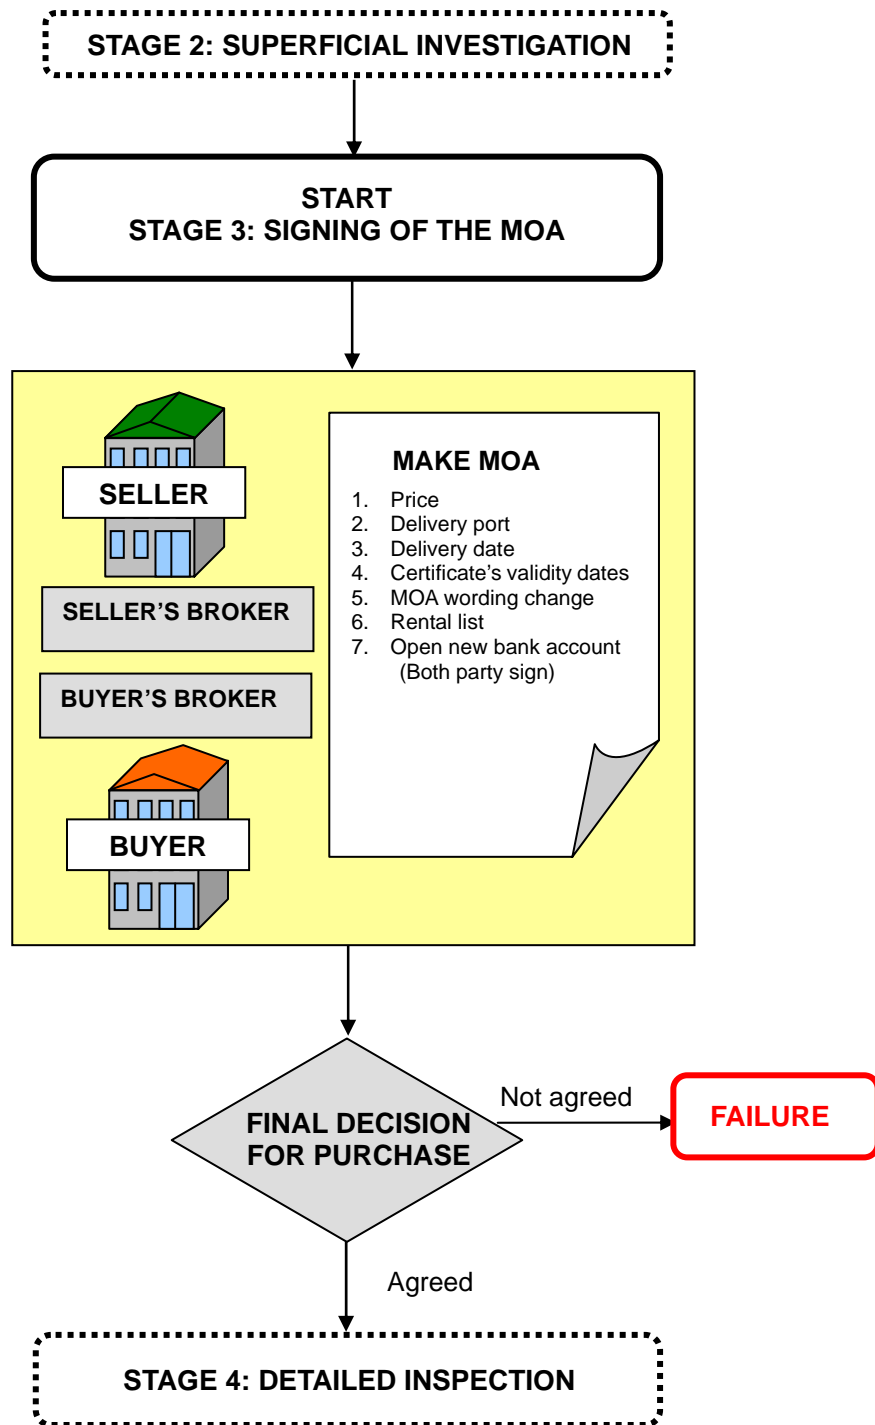 STAGE 2: SUPERFICIAL INVESTIGATION
START
STAGE 3: SIGNING OF THE MOA
SELLER
SELLER'S BROKER
BUYER'S BROKER
BUYER
MAKE MOA
1. Price
2. Delivery port
3. Delivery date
4. Certificate's validity dates
5. MOA wording change
6. Rental list
7. Open new bank account
(Both party sign)
FINAL DECISION
FOR PURCHASE
Not agreed
FAILURE
Agreed
STAGE 4: DETAILED INSPECTION